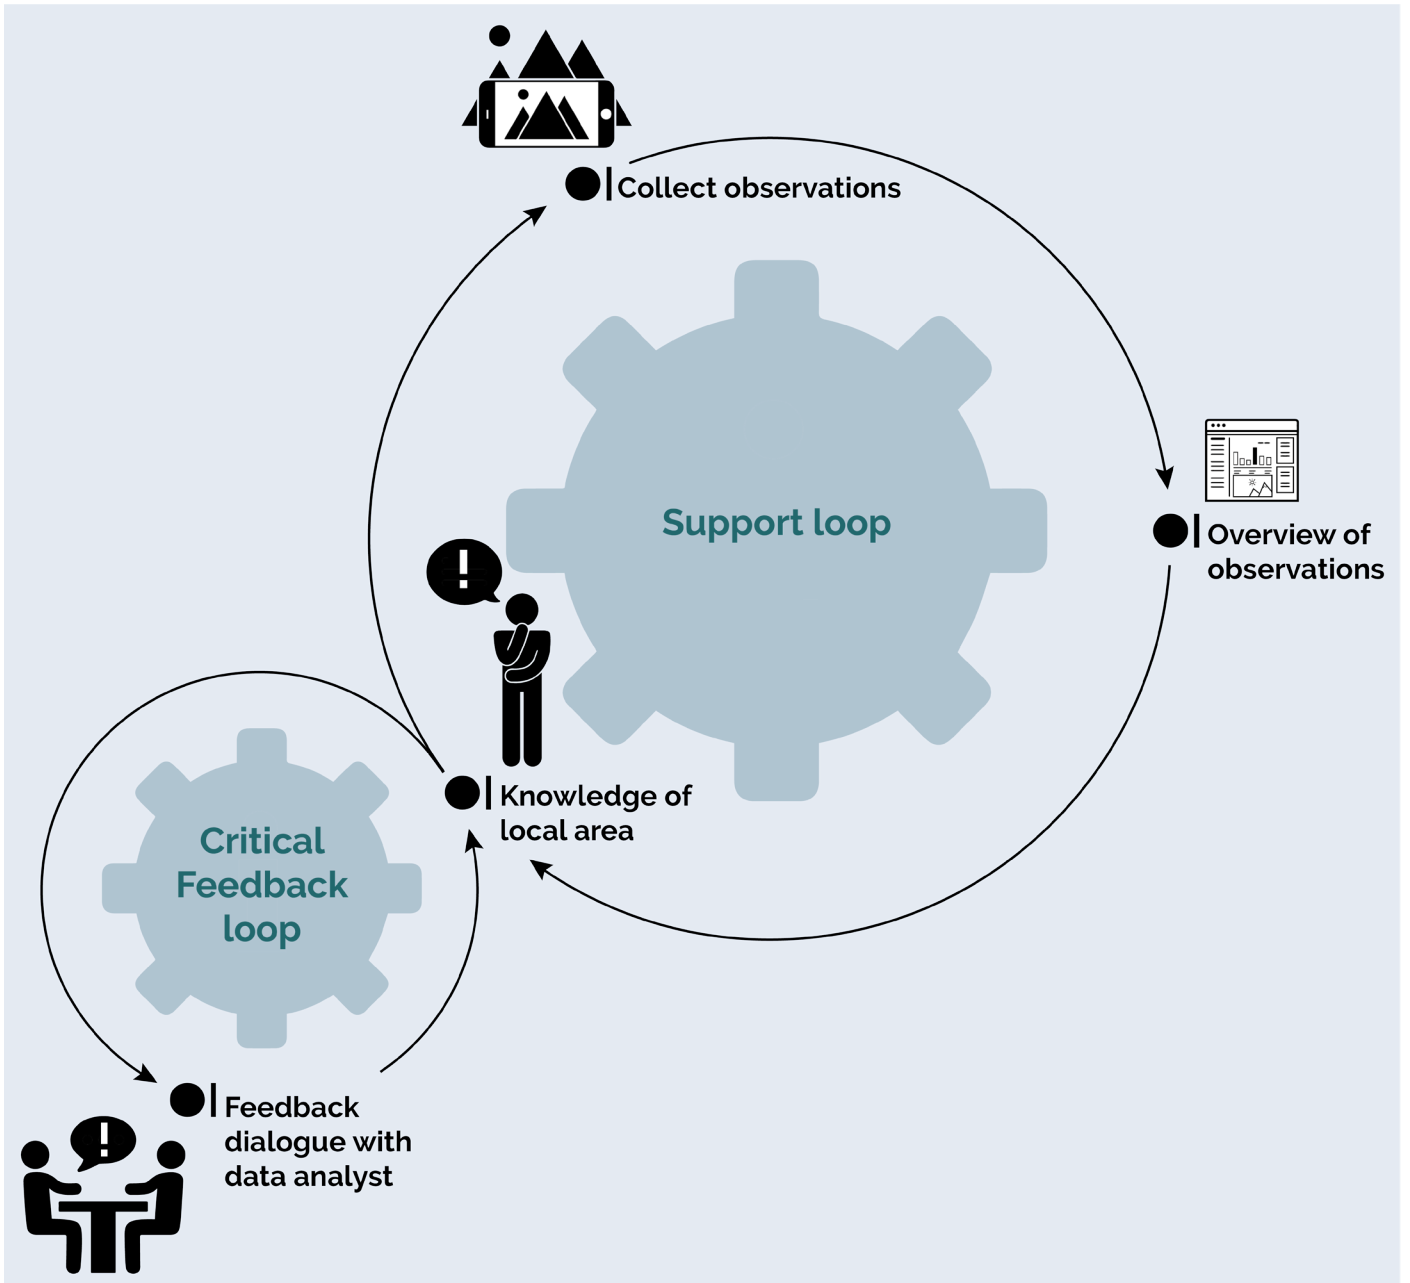 Collect observations
Support loop
Overview of
observations
Knowledge of
local area
Critical
Feedback
loop
Feedback
dialogue with
data analyst